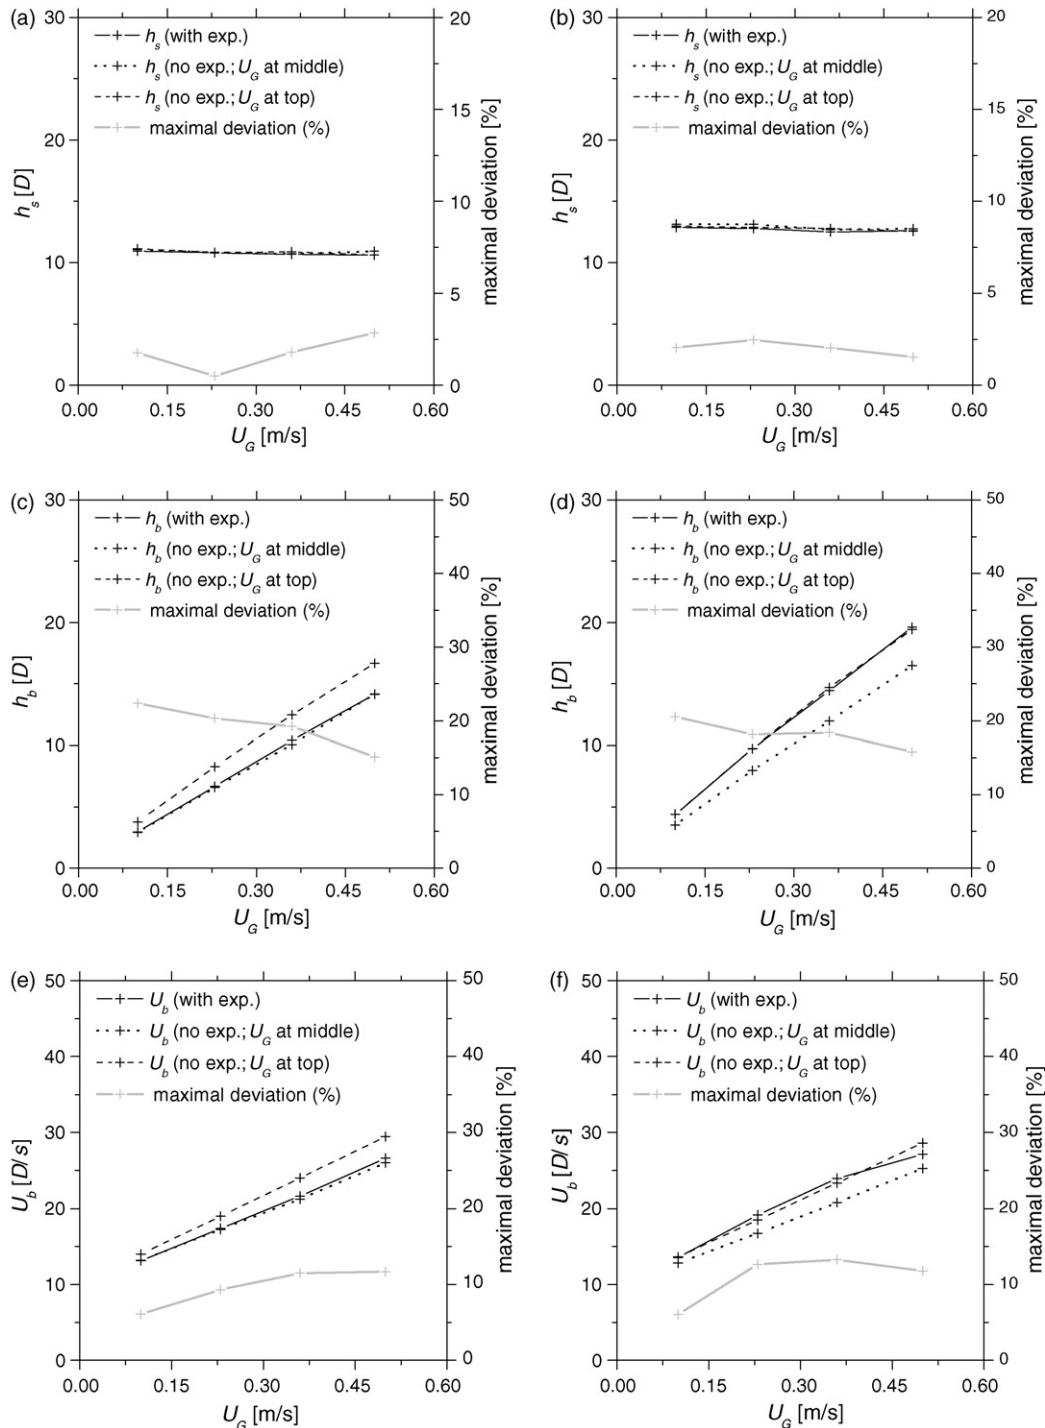 (a)
30
20
10
0
h_s [D]
h_s (with exp.)
h_s (no exp.; U_G at middle)
h_s (no exp.; U_G at top)
maximal deviation (%)
20
15
10
5
0
maximal deviation [%]
0.00 0.15 0.30 0.45 0.60
U_G [m/s]
(b)
30
20
10
0
h_s [D]
h_s (with exp.)
h_s (no exp.; U_G at middle)
h_s (no exp.; U_G at top)
maximal deviation (%)
20
15
10
5
0
maximal deviation [%]
0.00 0.15 0.30 0.45 0.60
U_G [m/s]
(c)
30
20
10
0
h_b [D]
h_b (with exp.)
h_b (no exp.; U_G at middle)
h_b (no exp.; U_G at top)
maximal deviation (%)
50
40
30
20
10
0
maximal deviation [%]
0.00 0.15 0.30 0.45 0.60
U_G [m/s]
(d)
30
20
10
0
h_b [D]
h_b (with exp.)
h_b (no exp.; U_G at middle)
h_b (no exp.; U_G at top)
maximal deviation (%)
50
40
30
20
10
0
maximal deviation [%]
0.00 0.15 0.30 0.45 0.60
U_G [m/s]
(e)
50
40
30
20
10
0
U_b [D/s]
U_b (with exp.)
U_b (no exp.; U_G at middle)
U_b (no exp.; U_G at top)
maximal deviation (%)
50
40
30
20
10
0
maximal deviation [%]
0.00 0.15 0.30 0.45 0.60
U_G [m/s]
(f)
50
40
30
20
10
0
U_b [D/s]
U_b (with exp.)
U_b (no exp.; U_G at middle)
U_b (no exp.; U_G at top)
maximal deviation (%)
50
40
30
20
10
0
maximal deviation [%]
0.00 0.15 0.30 0.45 0.60
U_G [m/s]